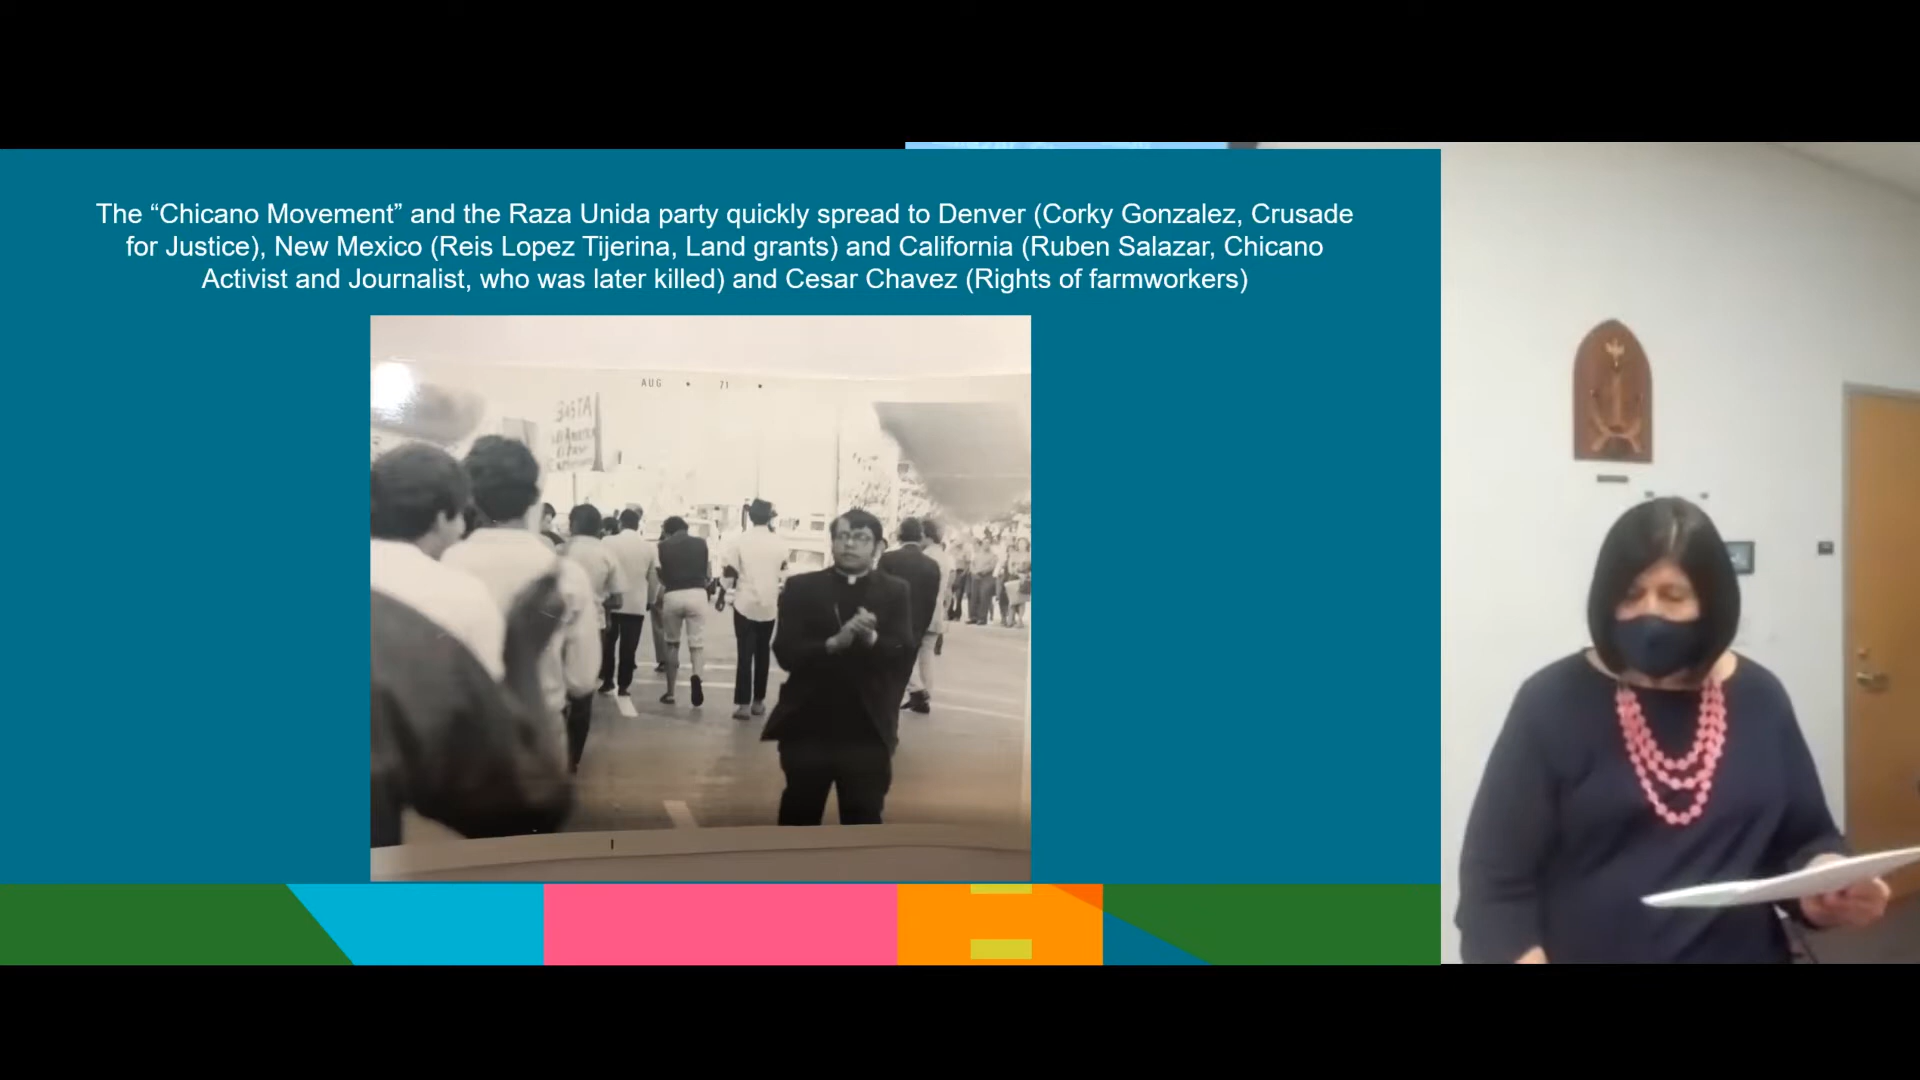 The “Chicano Movement” and the Raza Unida party quickly spread to Denver (Corky Gonzalez, Crusade
for Justice), New Mexico (Reis Lopez Tijerina, Land grants) and California (Ruben Salazar, Chicano
Activist and Journalist, who was later killed) and Cesar Chavez (Rights of farmworkers)
AUG • 71 •
BASTA